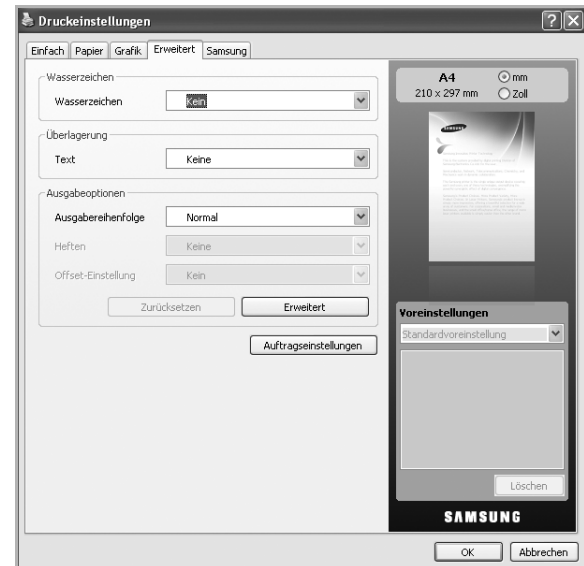 Druckeinstellungen
Einfach Papier Grafik Erweitert Samsung
Wasserzeichen
Wasserzeichen Kein
Überlagerung
Text Keine
Ausgabeoptionen
Ausgabereihenfolge Normal
Heften Keine
Offset-Einstellung Kein
Zurücksetzen Erweitert
Auftragseinstellungen
A4 mm
210 x 297 mm Zoll
SAMSUNG
Voreinstellungen
Standardvoreinstellung
Löschen
SAMSUNG
OK Abbrechen